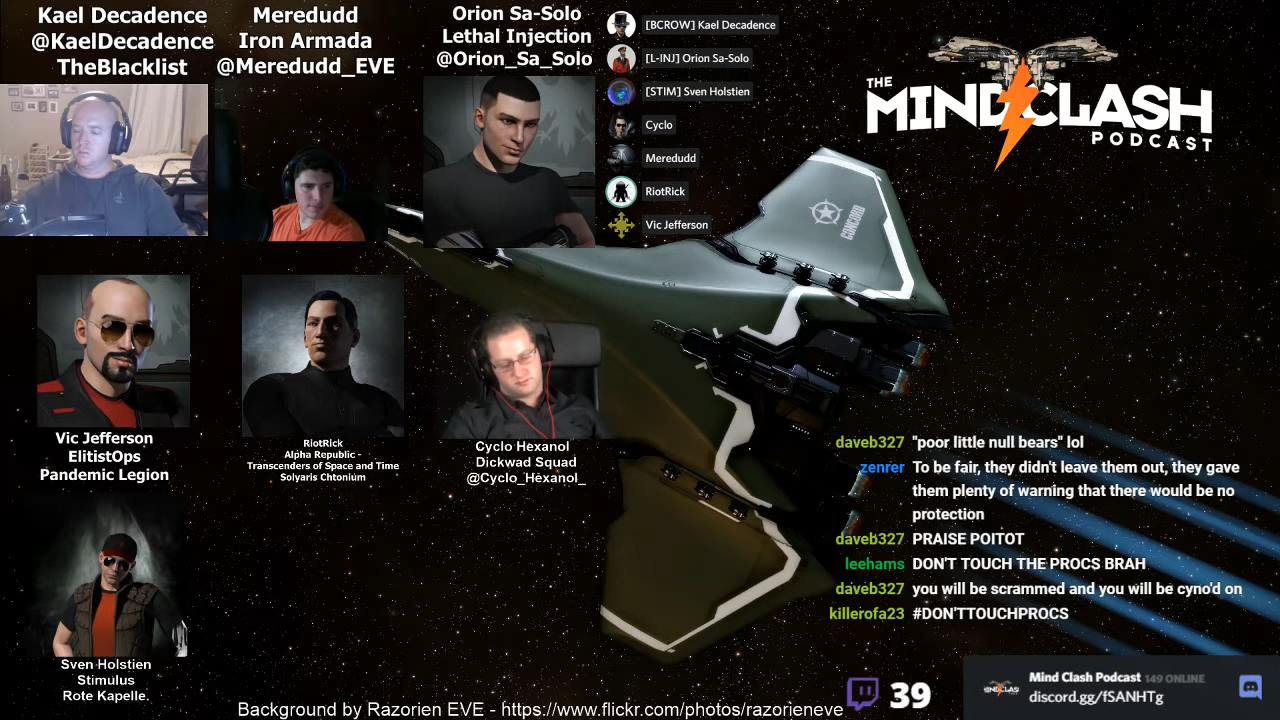 Kael Decadence
@KaelDecadence
TheBlacklist
Meredudd
Iron Armada
@Meredudd_EVE
Orion Sa-Solo
Lethal Injection
@Orion_Sa_Solo
[BCROW] Kael Decadence
[L-INJ] Orion Sa-Solo
[STIM] Sven Holstien
Cyclo
Meredudd
RiotRick
Vic Jefferson
THE
MIND CLASH
PODCAST
CONCORD
Vic Jefferson
ElitistOps
Pandemic Legion
RiotRick
Alpha Republic -
Transcenders of Space and Time
Solyaris Chtonium
Cyclo Hexanol
Dickwad Squad
@Cyclo_Hexanol_
Sven Holstien
Stimulus
Rote Kapelle.
daveb327 "poor little null bears" lol
zenrer To be fair, they didn't leave them out, they gave
them plenty of warning that there would be no
protection
daveb327 PRAISE POITOT
leehams DON'T TOUCH THE PROCS BRAH
daveb327 you will be scrammed and you will be cyno'd on
killerofa23 #DON'TTOUCHPROCS
39
MIND CLASH
Mind Clash Podcast 149 ONLINE
discord.gg/fSANHTg
Background by Razorien EVE - https://www.flickr.com/photos/razorieneve